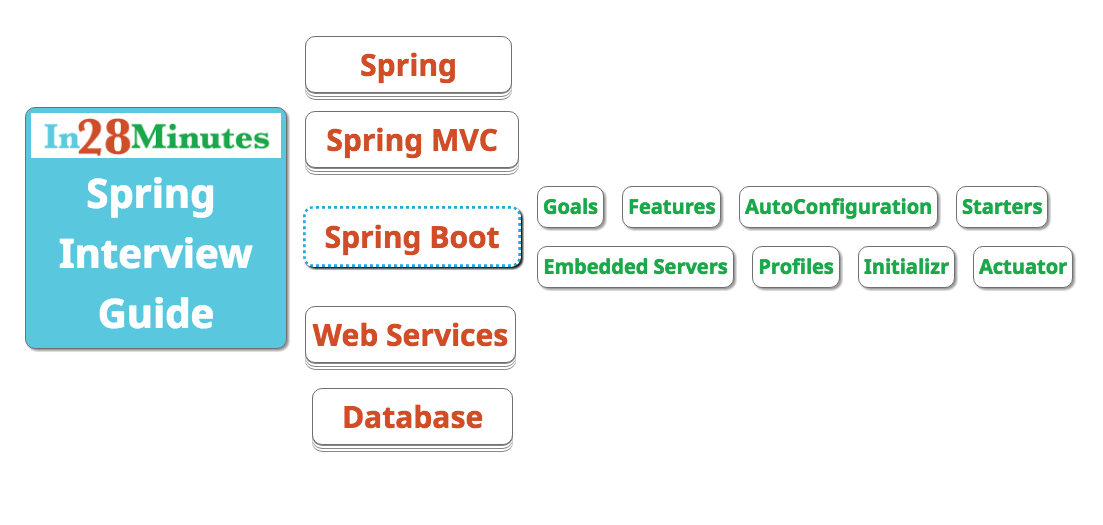 In28Minutes
Spring
Interview
Guide
Spring
Spring MVC
Spring Boot
Goals
Features
AutoConfiguration
Starters
Embedded Servers
Profiles
Initializr
Actuator
Web Services
Database